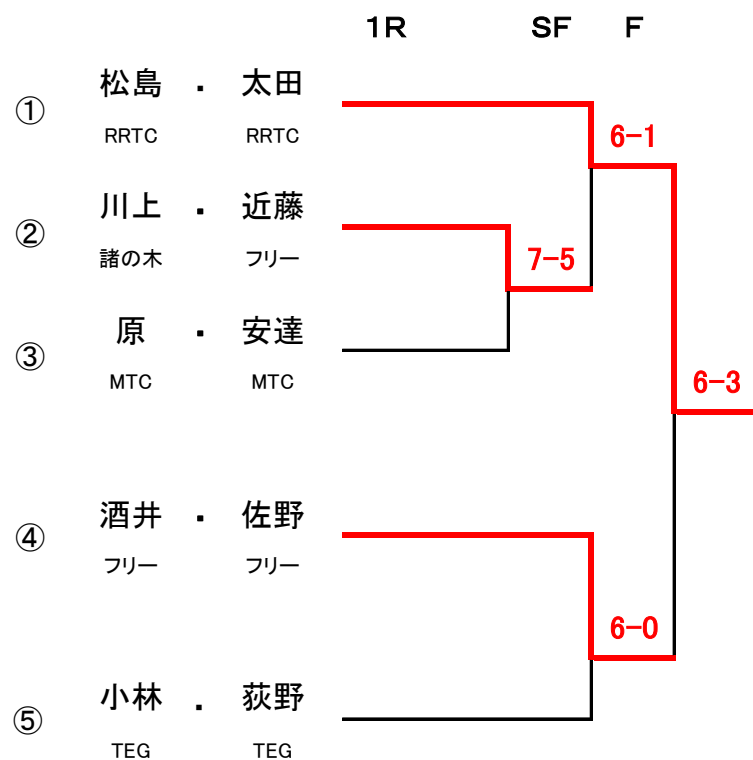 1R SF F
① 松島 ・ 太田
RRTC RRTC
6-1
② 川上 ・ 近藤
諸の木 フリー
7-5
③ 原 ・ 安達
MTC MTC
6-3
④ 酒井 ・ 佐野
フリー フリー
6-0
⑤ 小林 ・ 荻野
TEG TEG